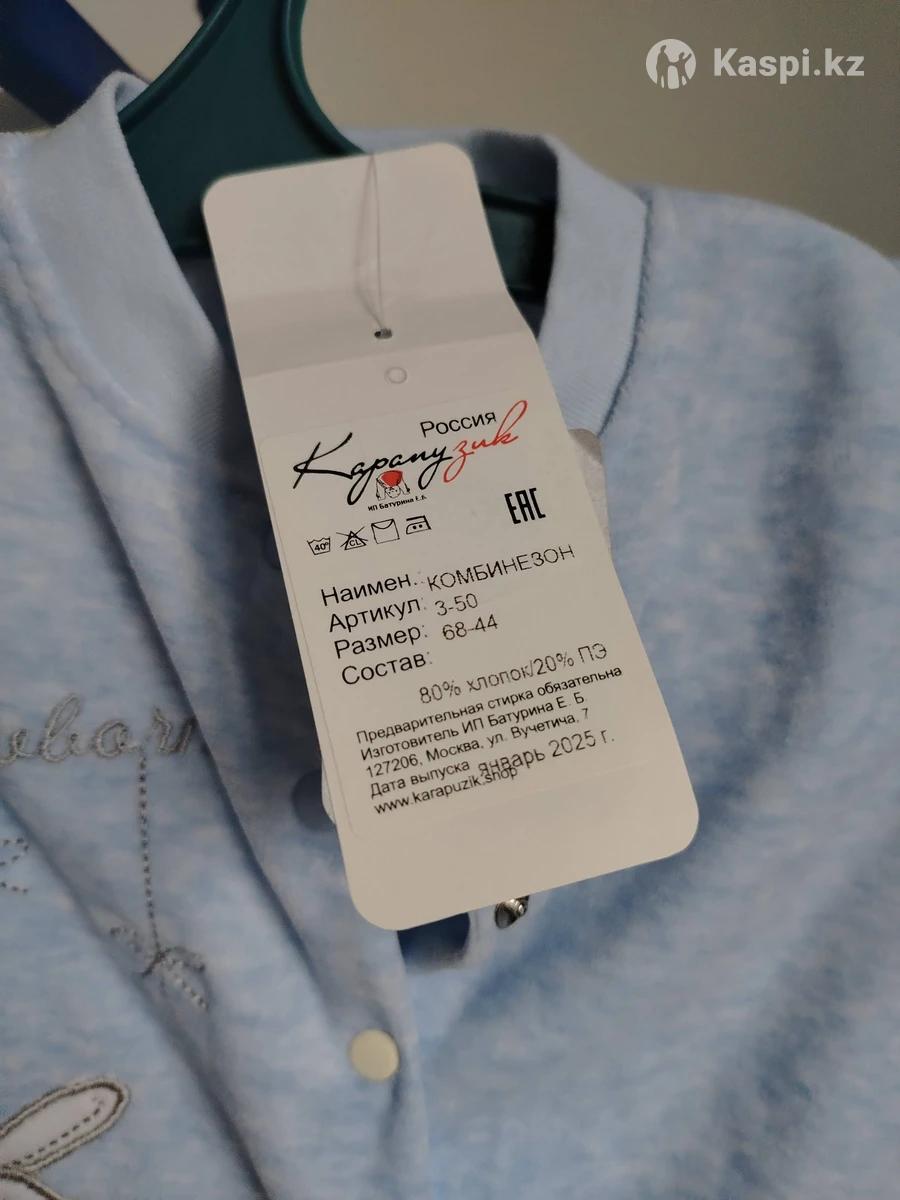 Kaspi.kz
Россия
Карапузик
ИП Батурина Е.Б.
40° CL
EAC
Наимен.: КОМБИНЕЗОН
Артикул: 3-50
Размер: 68-44
Состав:
80% хлопок/20% ПЭ
Предварительная стирка обязательна
Изготовитель ИП Батурина Е. Б
127206, Москва, ул. Вучетича, 7
Дата выпуска январь 2025 г.
www.karapuzik.shop